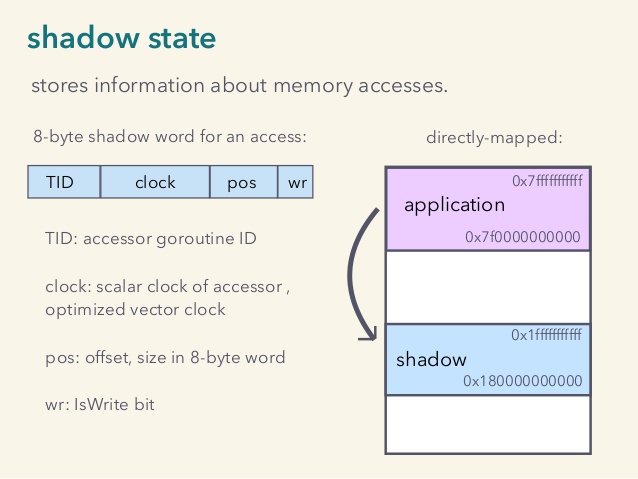 shadow state
stores information about memory accesses.
8-byte shadow word for an access:
TID clock pos wr
TID: accessor goroutine ID
clock: scalar clock of accessor ,
optimized vector clock
pos: offset, size in 8-byte word
wr: IsWrite bit
directly-mapped:
0x7fffffffffff
application
0x7f0000000000
0x1fffffffffff
shadow
0x180000000000